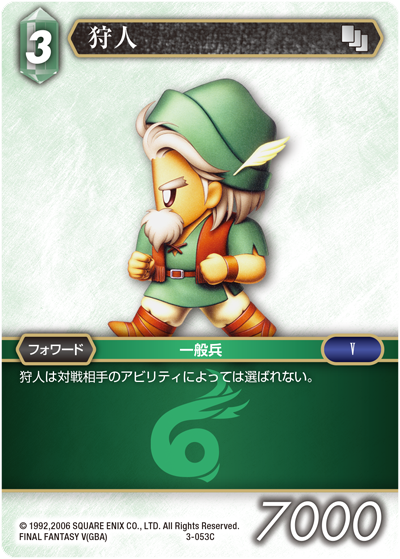 3
狩人
フォワード
一般兵
V
狩人は対戦相手のアビリティによっては選ばれない。
© 1992,2006 SQUARE ENIX CO., LTD. All Rights Reserved.
FINAL FANTASY V(GBA)
3-053C
7000